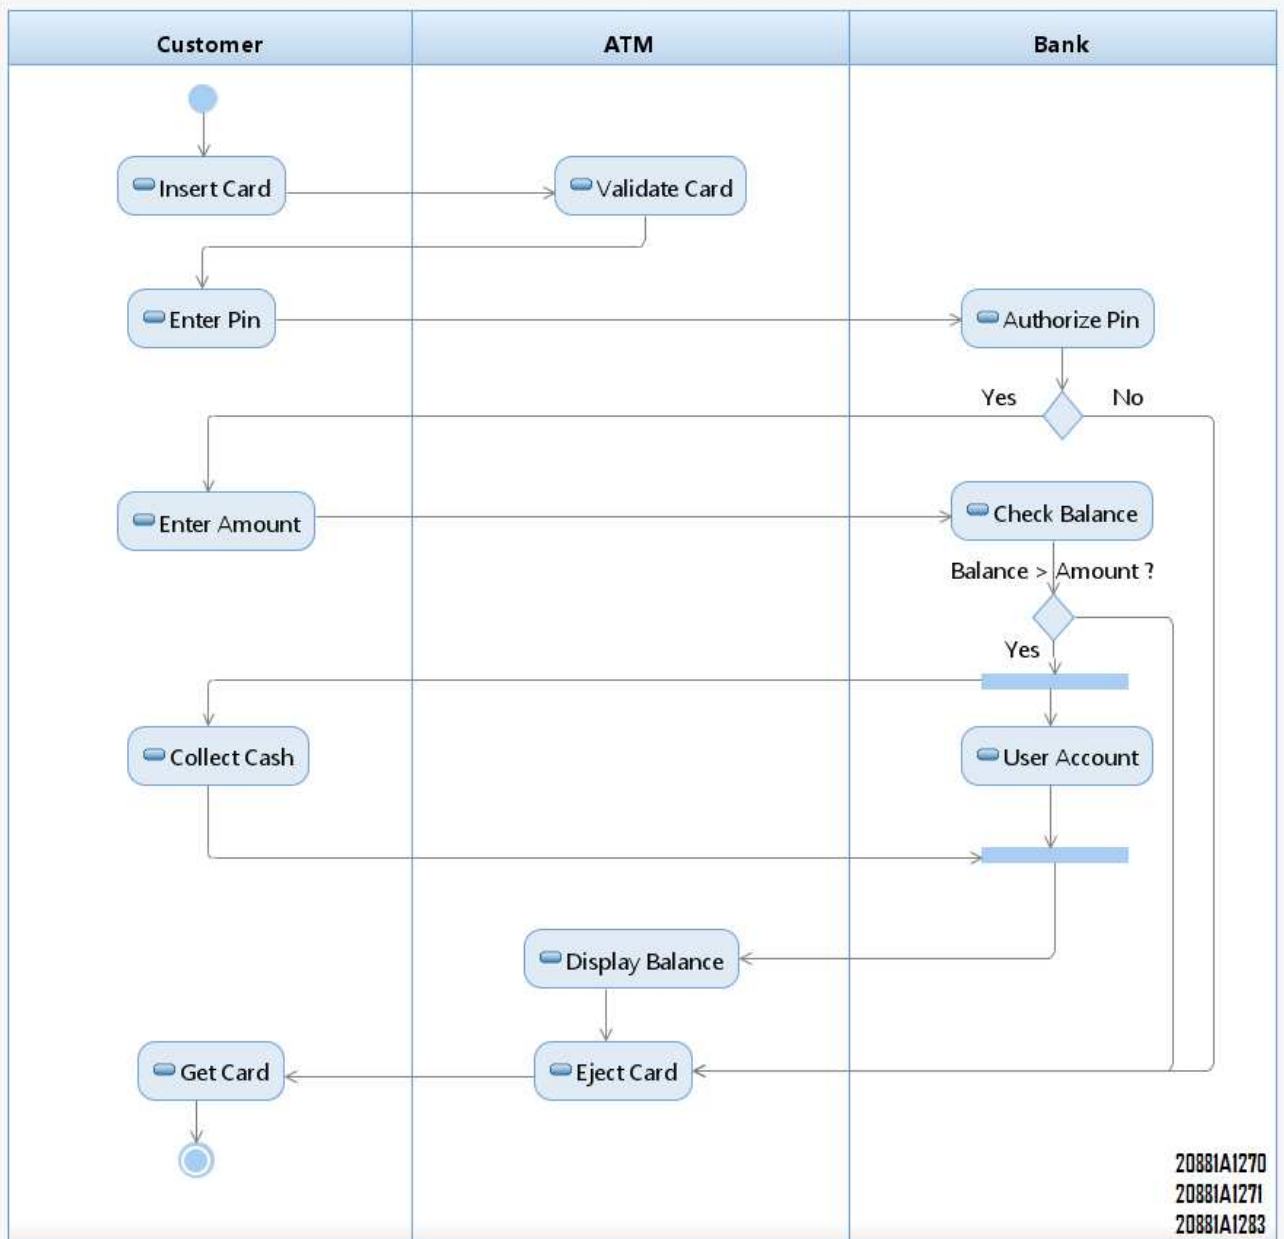 Customer ATM Bank
Insert Card Validate Card
Enter Pin Authorize Pin
Yes No
Enter Amount Check Balance
Balance > Amount ?
Yes
Collect Cash User Account
Display Balance
Get Card Eject Card
20881A1270
20881A1271
20881A1283